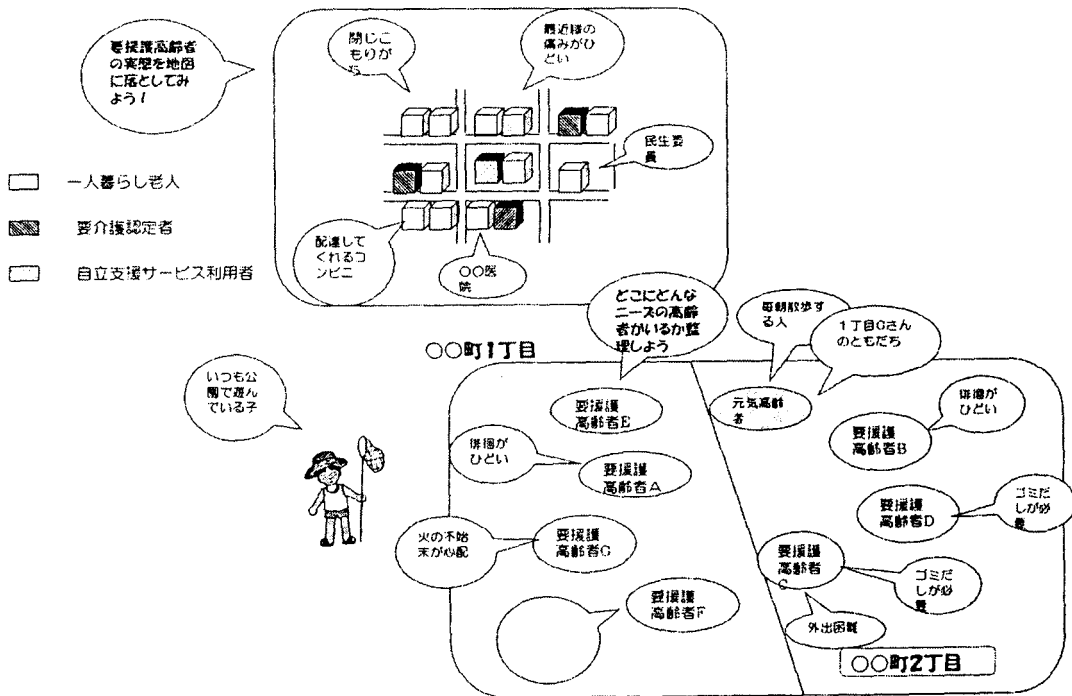 要援護高齢者
の実態を地図
に落としてみ
よう！
閉じこ
もりがち
最近膝の
痛みがひ
どい
民生委
員
一人暮らし老人
要介護認定者
自立支援サービス利用者
配達して
くれるコ
ンビニ
〇〇医
院
どこにどんな
ニーズの高齢
者がいるか整
理しよう
毎朝散歩す
る人
1丁目Gさん
のともだち
〇〇町1丁目
いつも公
園で遊ん
でいる子
要援護
高齢者E
元気高齢
者
徘徊が
ひどい
要援護
高齢者B
徘徊が
ひどい
要援護
高齢者A
ゴミだ
しが必
要
要援護
高齢者D
火の不始
末が心配
要援護
高齢者G
要援護
高齢者C
ゴミだ
しが必
要
要援護
高齢者F
外出困難
〇〇町2丁目